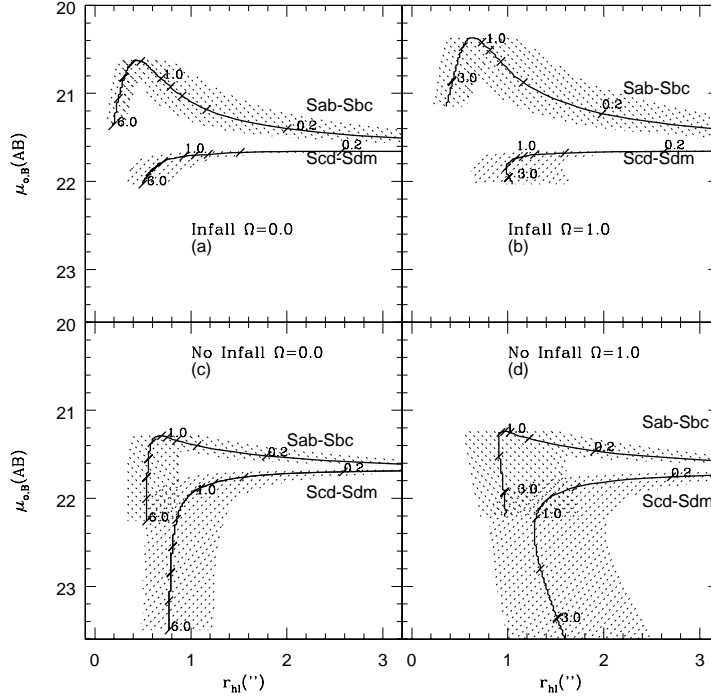 20
21
22
23
20
21
22
23
μo,B(AB)
μo,B(AB)
1.0
6.0
Sab-Sbc
0.2
1.0
0.2
Scd-Sdm
6.0
Infall Ω=0.0
(a)
1.0
3.0
Sab-Sbc
0.2
1.0
0.2
Scd-Sdm
3.0
Infall Ω=1.0
(b)
No Infall Ω=0.0
(c)
1.0
Sab-Sbc
0.2
0.2
Scd-Sdm
1.0
6.0
6.0
No Infall Ω=1.0
(d)
1.0
Sab-Sbc
0.2
0.2
Scd-Sdm
3.0
1.0
3.0
0
1
2
3
0
1
2
3
rhl(’’)
rhl(’’)